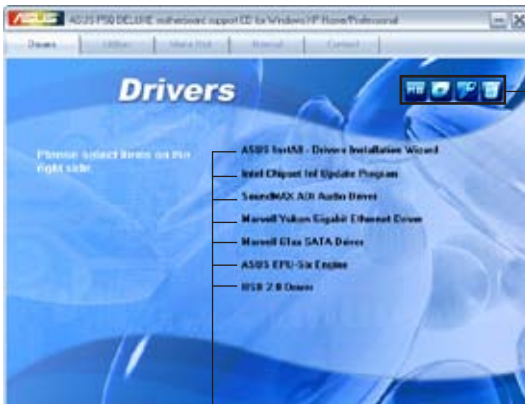 ASUS
ASUS P5Q DELUXE motherboard support CD for Windows XP Home/Professional
Drivers
Utilities
Make Disk
Manual
Contact
Drivers
Please select items on the right side.
ASUS InstAll - Drivers Installation Wizard
Intel Chipset Inf Update Program
SoundMAX ADI Audio Driver
Marvell Yukon Gigabit Ethernet Driver
Marvell 61xx SATA Driver
ASUS EPU-Six Engine
USB 2.0 Driver